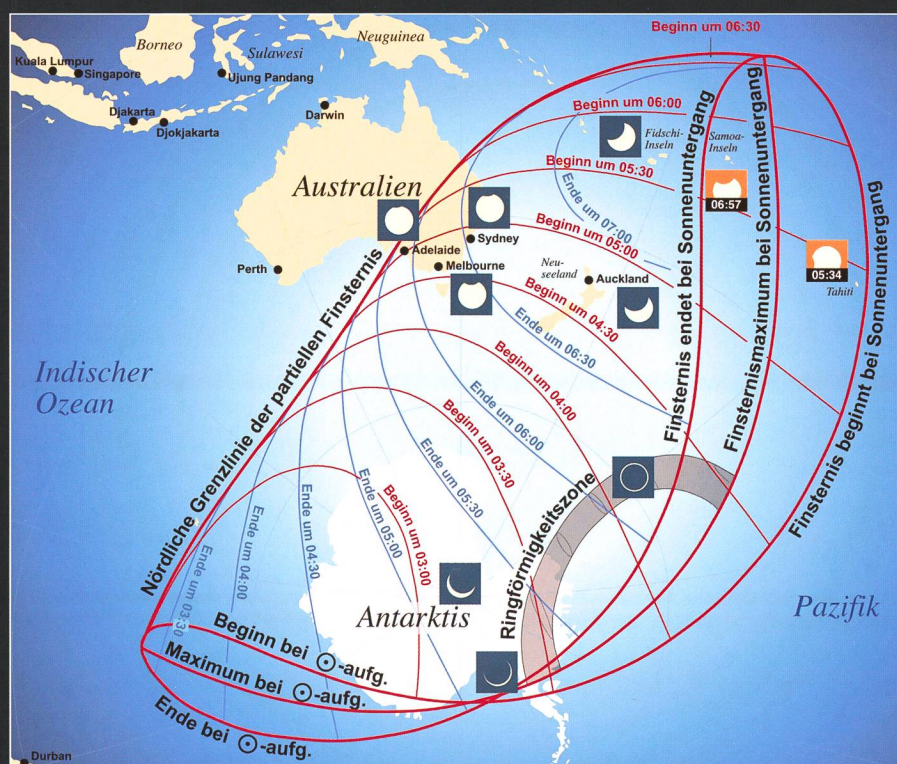 Beginn um 06:30
Borneo
Sulawesi
Neuguinea
Kuala Lumpur
Singapore
Ujung Pandang
Djakarta
Djokjakarta
Darwin
Beginn um 06:00
Fidschi-
Inseln
Samoa-
Inseln
Beginn um 05:30
Ende um 07:00
06:57
Australien
Beginn um 05:00
Sydney
Adelaide
Melbourne
Perth
Neu-
seeland
Auckland
05:34
Tahiti
Beginn um 04:30
Ende um 06:30
Finsternis endet bei Sonnenuntergang
Finsternismaximum bei Sonnenuntergang
Finsternis beginnt bei Sonnenuntergang
Nördliche Grenzlinie der partiellen Finsternis
Indischer
Ozean
Beginn um 04:00
Ende um 06:00
Beginn um 03:30
Ende um 05:30
Beginn um 03:00
Ende um 05:00
Ende um 04:30
Ende um 04:00
Ende um 03:30
Ringförmigkeitszone
Antarktis
Pazifik
Beginn bei ☉-aufg.
Maximum bei ☉-aufg.
Ende bei ☉-aufg.
Durban